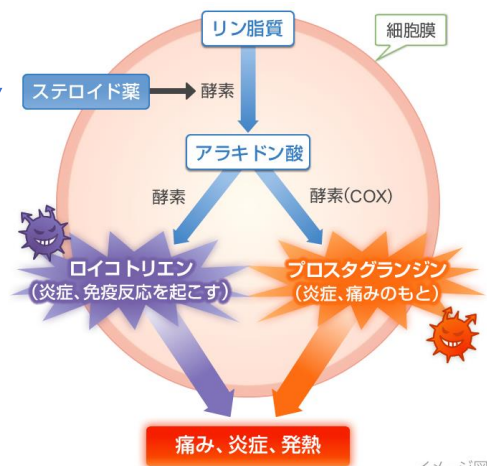 リン脂質
細胞膜
ステロイド薬
酵素
アラキドン酸
酵素
酵素(COX)
ロイコトリエン
(炎症、免疫反応を起こす)
プロスタグランジン
(炎症、痛みのもと)
痛み、炎症、発熱